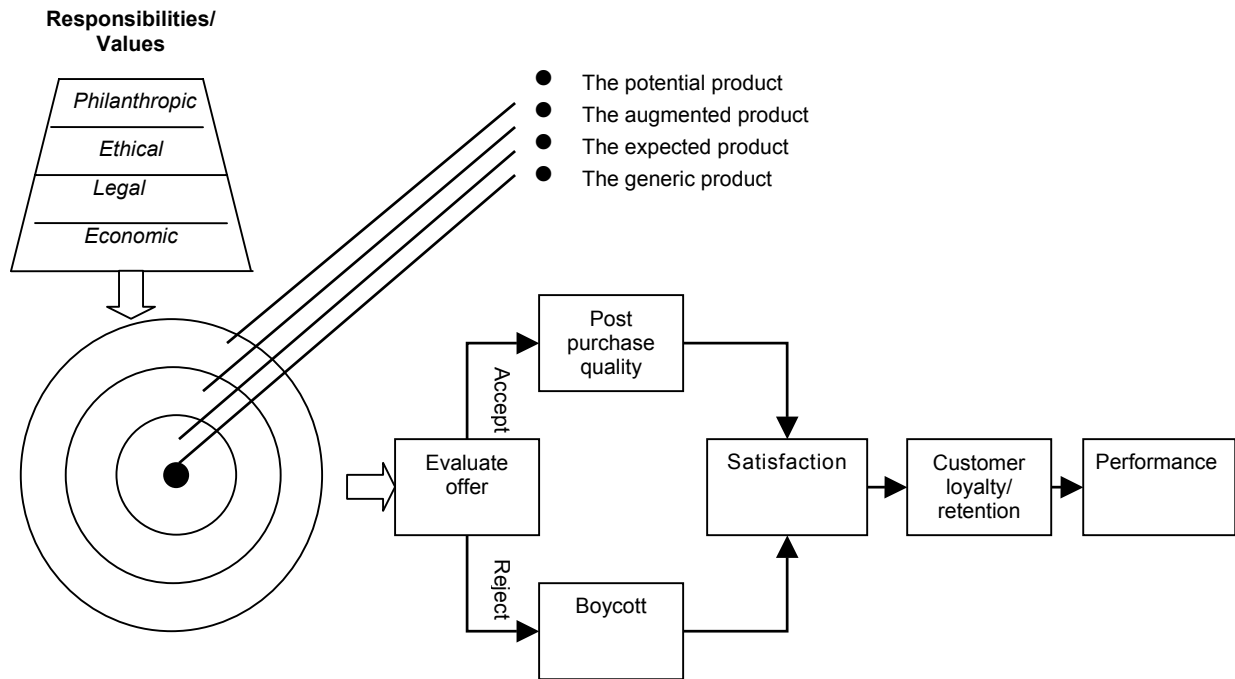 Responsibilities/
Values
Philanthropic
Ethical
Legal
Economic
The potential product
The augmented product
The expected product
The generic product
Post
purchase
quality
Accept
Evaluate
offer
Satisfaction
Customer
loyalty/
retention
Performance
Reject
Boycott